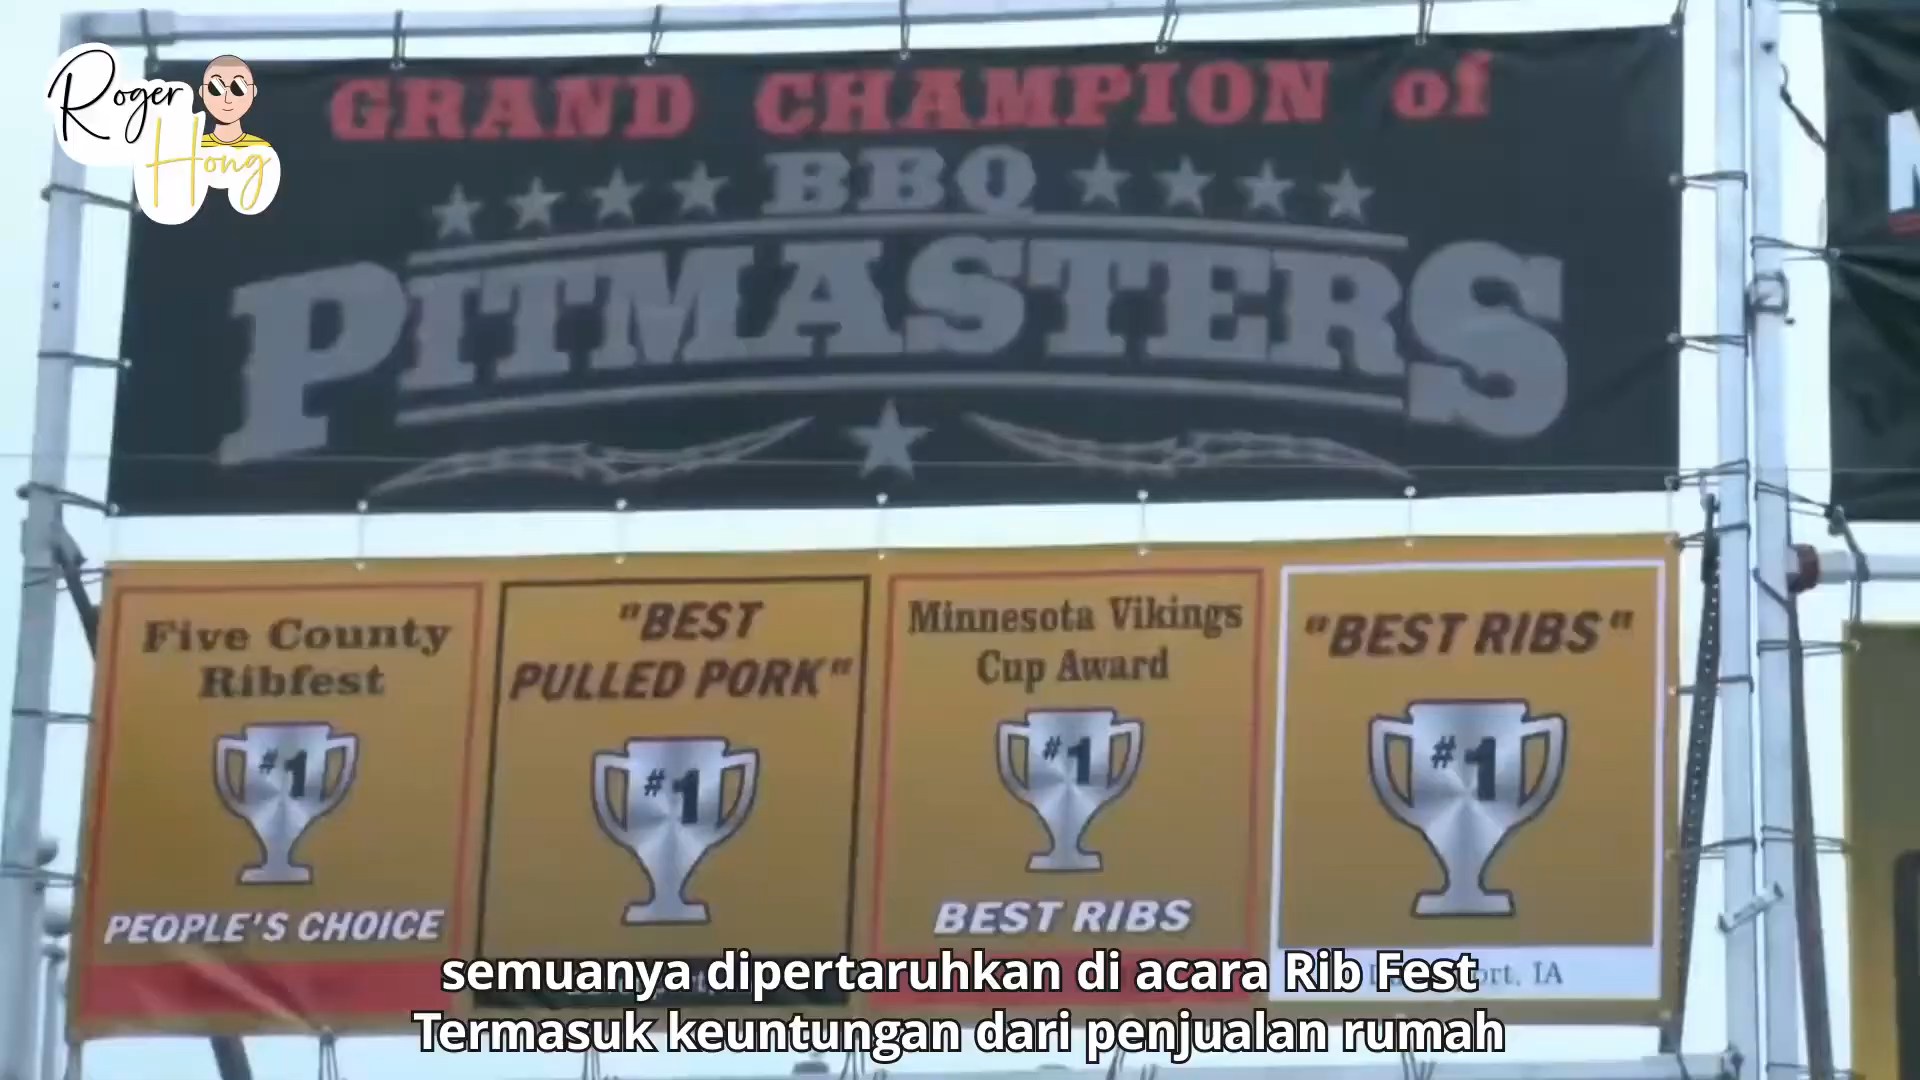 Roger
Hong
GRAND CHAMPION of
BBQ
PITMASTERS
Five County
Ribfest
#1
PEOPLE'S CHOICE
"BEST
PULLED PORK"
#1
Minnesota Vikings
Cup Award
#1
BEST RIBS
"BEST RIBS"
#1
IA
semuanya dipertaruhkan di acara Rib Fest
Termasuk keuntungan dari penjualan rumah